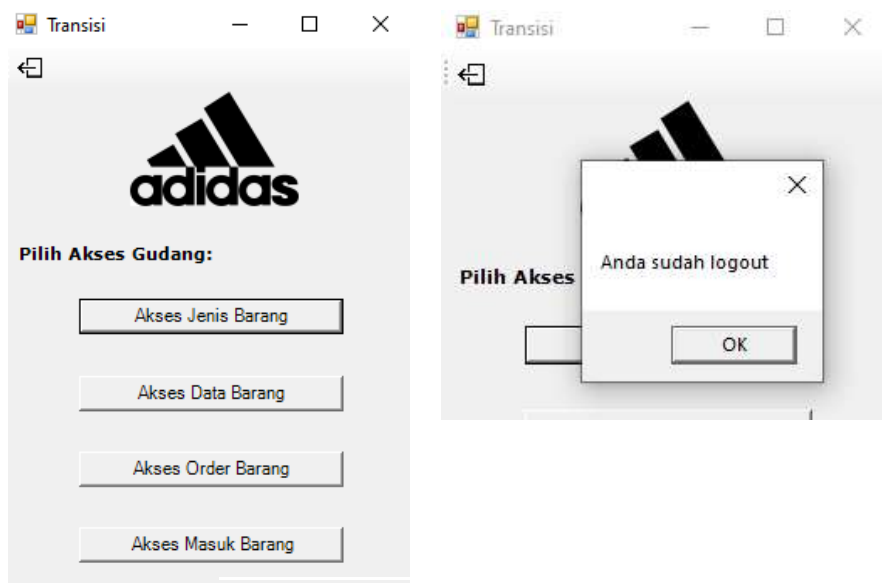 Transisi
adidas
Pilih Akses Gudang:
Akses Jenis Barang
Akses Data Barang
Akses Order Barang
Akses Masuk Barang
Transisi
Pilih Akses
Anda sudah logout
OK